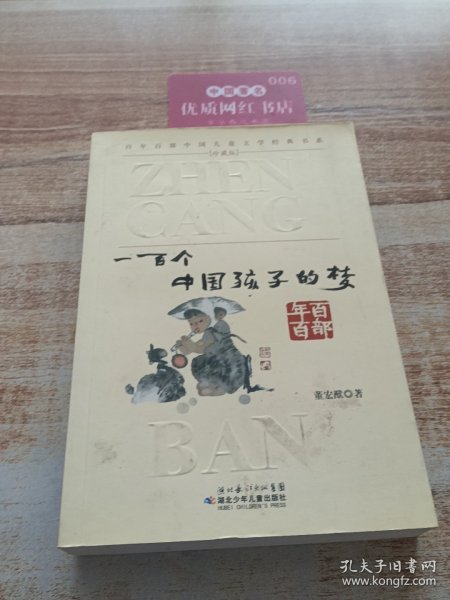 006
中国著名
优质网红书店
百年百部中国儿童文学经典书系
[珍藏版]
ZHEN
CANG
一百个
中国孩子的梦
百部
百年
董宏猷◎著
BAN
湖北长江出版集团
湖北少年儿童出版社
HUBEI CHILDREN'S PRESS
孔夫子旧书网
www.kongfz.com